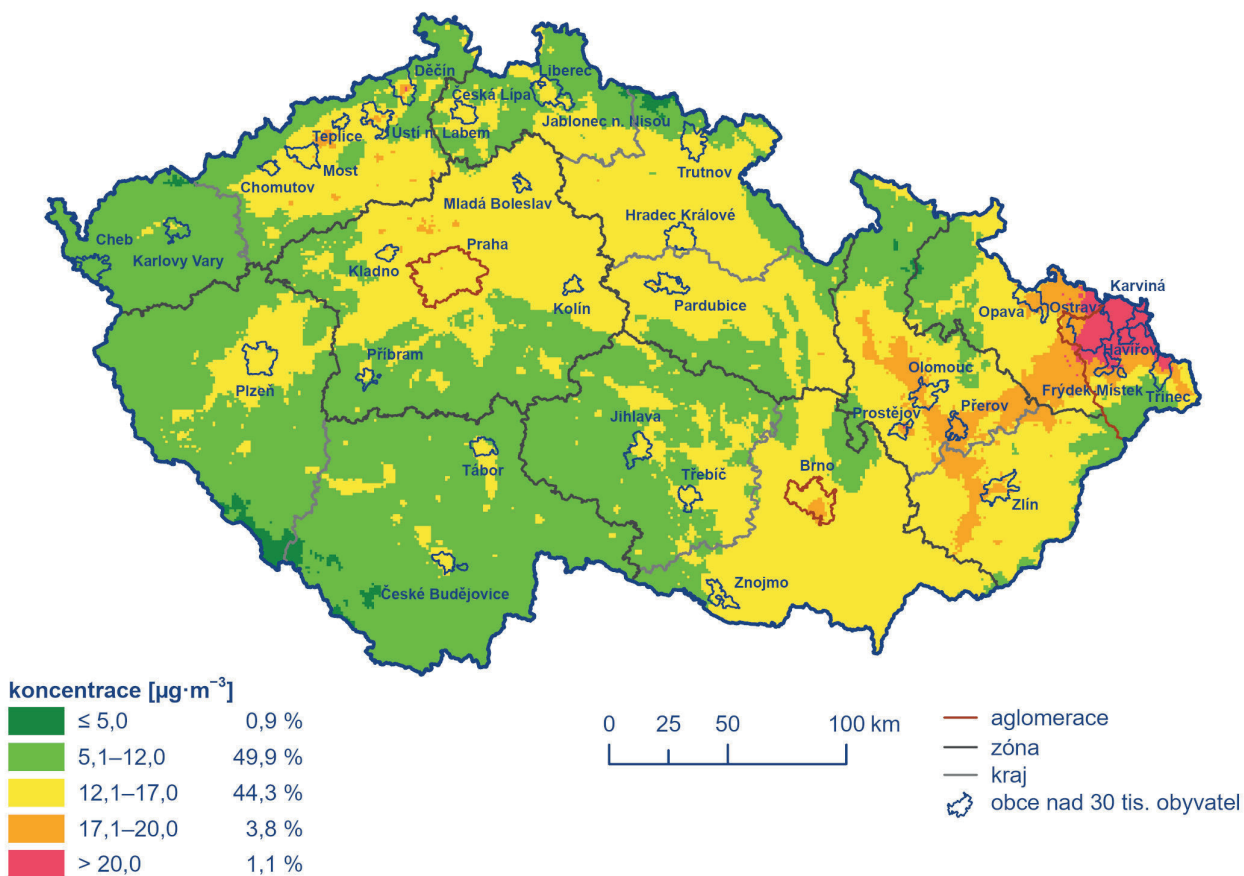 Děčín
Liberec
Česká Lípa
Jablonec n. Nisou
Teplice
Ústí n. Labem
Trutnov
Most
Chomutov
Mladá Boleslav
Hradec Králové
Cheb
Karlovy Vary
Praha
Kladno
Kolín
Pardubice
Karviná
Opava
Ostrava
Havířov
Příbram
Plzeň
Olomouc
Frýdek-Místek
Třinec
Jihlava
Prostějov
Přerov
Tábor
Třebíč
Brno
Zlín
České Budějovice
Znojmo
koncentrace [µg·m⁻³]
≤ 5,0 0,9 %
5,1–12,0 49,9 %
12,1–17,0 44,3 %
17,1–20,0 3,8 %
> 20,0 1,1 %
0 25 50 100 km
aglomerace
zóna
kraj
obce nad 30 tis. obyvatel